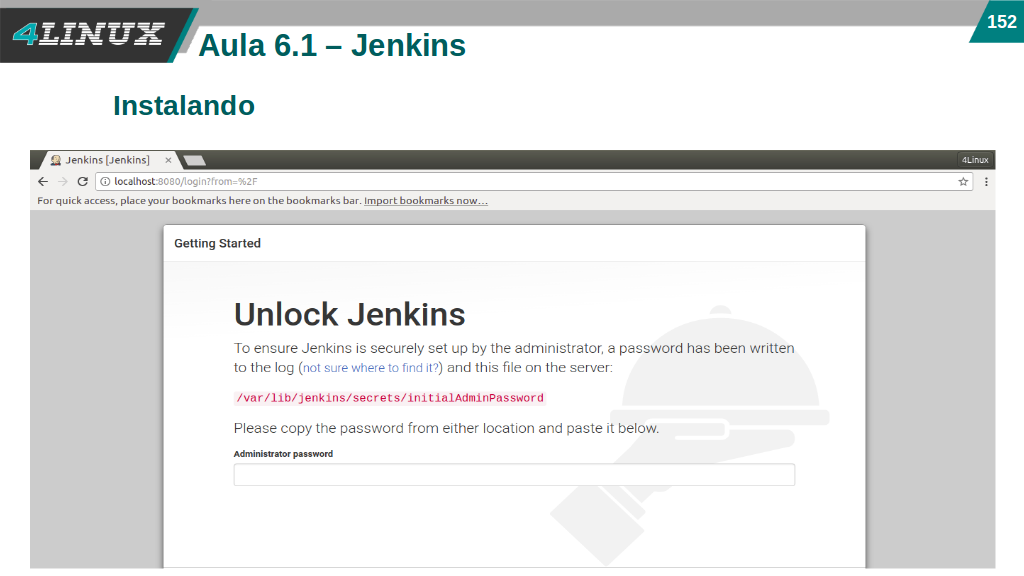 4LINUX
Aula 6.1 – Jenkins
152
Instalando
Jenkins [Jenkins]
4Linux
localhost:8080/login?from=%2F
For quick access, place your bookmarks here on the bookmarks bar. Import bookmarks now...
Getting Started
Unlock Jenkins
To ensure Jenkins is securely set up by the administrator, a password has been written
to the log (not sure where to find it?) and this file on the server:
/var/lib/jenkins/secrets/initialAdminPassword
Please copy the password from either location and paste it below.
Administrator password